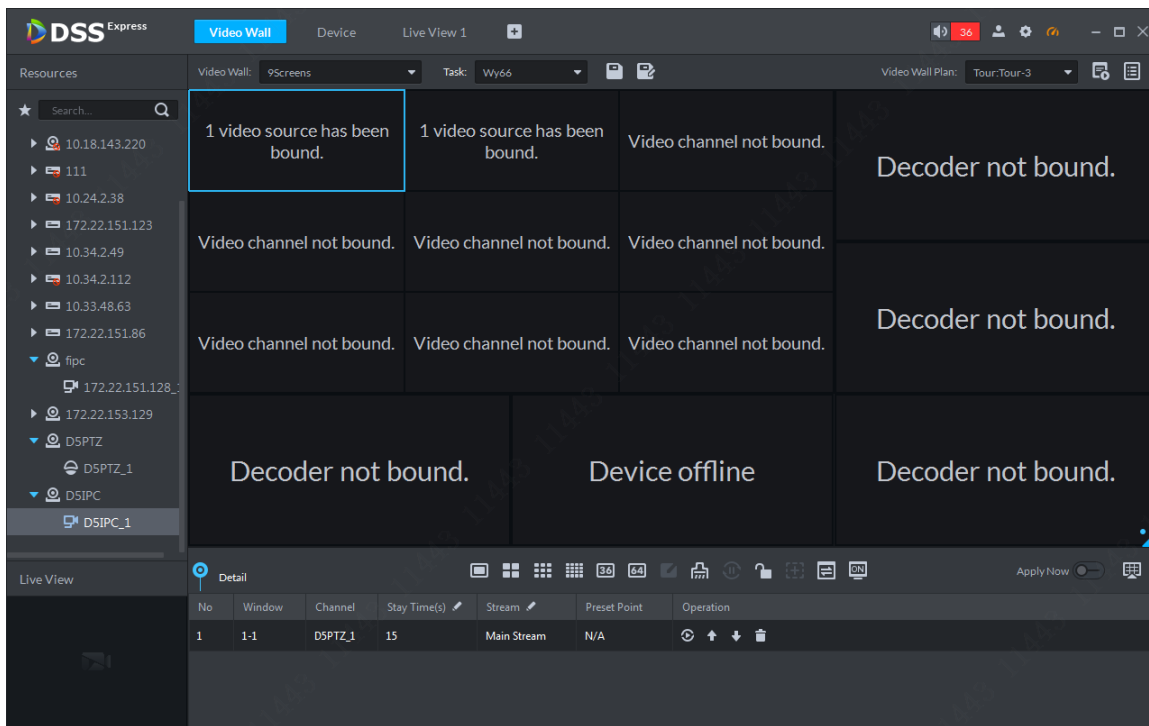 DSS Express
Video Wall
Device
Live View 1
36
Resources
Video Wall:
9Screens
Task:
Wy66
Video Wall Plan:
Tour:Tour-3
Search...
10.18.143.220
111
10.24.2.38
172.22.151.123
10.34.2.49
10.34.2.112
10.33.48.63
172.22.151.86
fipc
172.22.151.128_
172.22.153.129
D5PTZ
D5PTZ_1
D5IPC
D5IPC_1
1 video source has been
bound.
1 video source has been
bound.
Video channel not bound.
Decoder not bound.
Video channel not bound.
Video channel not bound.
Video channel not bound.
Decoder not bound.
Video channel not bound.
Video channel not bound.
Video channel not bound.
Decoder not bound.
Device offline
Decoder not bound.
Live View
Detail
36
64
ON
Apply Now
No
Window
Channel
Stay Time(s)
Stream
Preset Point
Operation
1
1-1
D5PTZ_1
15
Main Stream
N/A